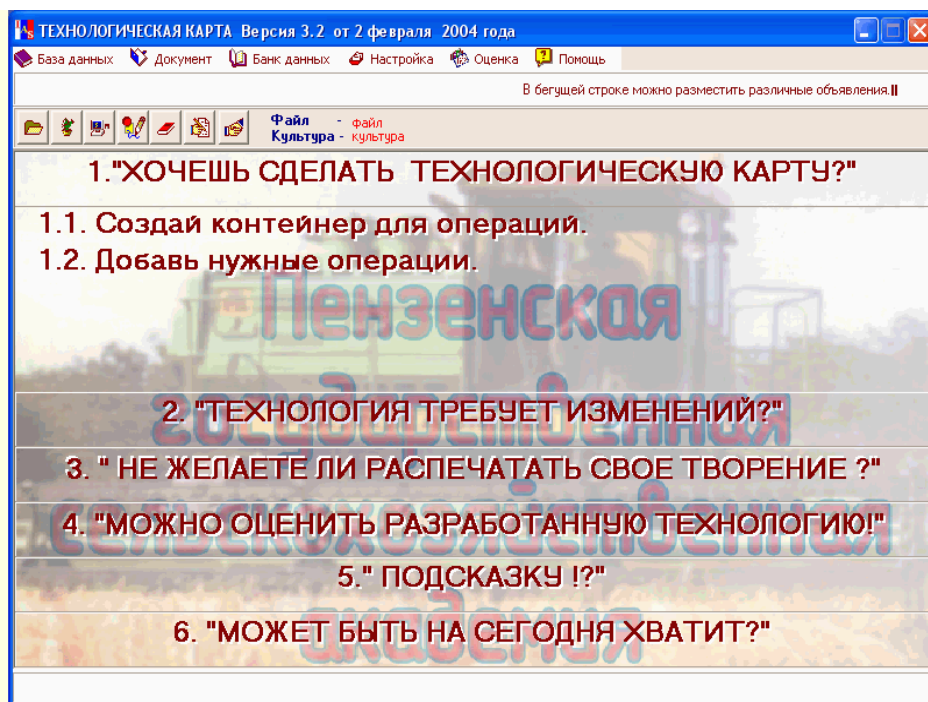 ТЕХНОЛОГИЧЕСКАЯ КАРТА Версия 3.2 от 2 февраля 2004 года
База данных Документ Банк данных Настройка Оценка Помощь
В бегущей строке можно разместить различные объявления.
Файл - файл
Культура - культура
1."ХОЧЕШЬ СДЕЛАТЬ ТЕХНОЛОГИЧЕСКУЮ КАРТУ?"
1.1. Создай контейнер для операций.
1.2. Добавь нужные операции.
Пензенская
2. "ТЕХНОЛОГИЯ ТРЕБУЕТ ИЗМЕНЕНИЙ?"
государственная
3. " НЕ ЖЕЛАЕТЕ ЛИ РАСПЕЧАТАТЬ СВОЕ ТВОРЕНИЕ ?"
4. "МОЖНО ОЦЕНИТЬ РАЗРАБОТАННУЮ ТЕХНОЛОГИЮ!"
сельскохозяйственная
5." ПОДСКАЗКУ !?"
6. "МОЖЕТ БЫТЬ НА СЕГОДНЯ ХВАТИТ?"
академия